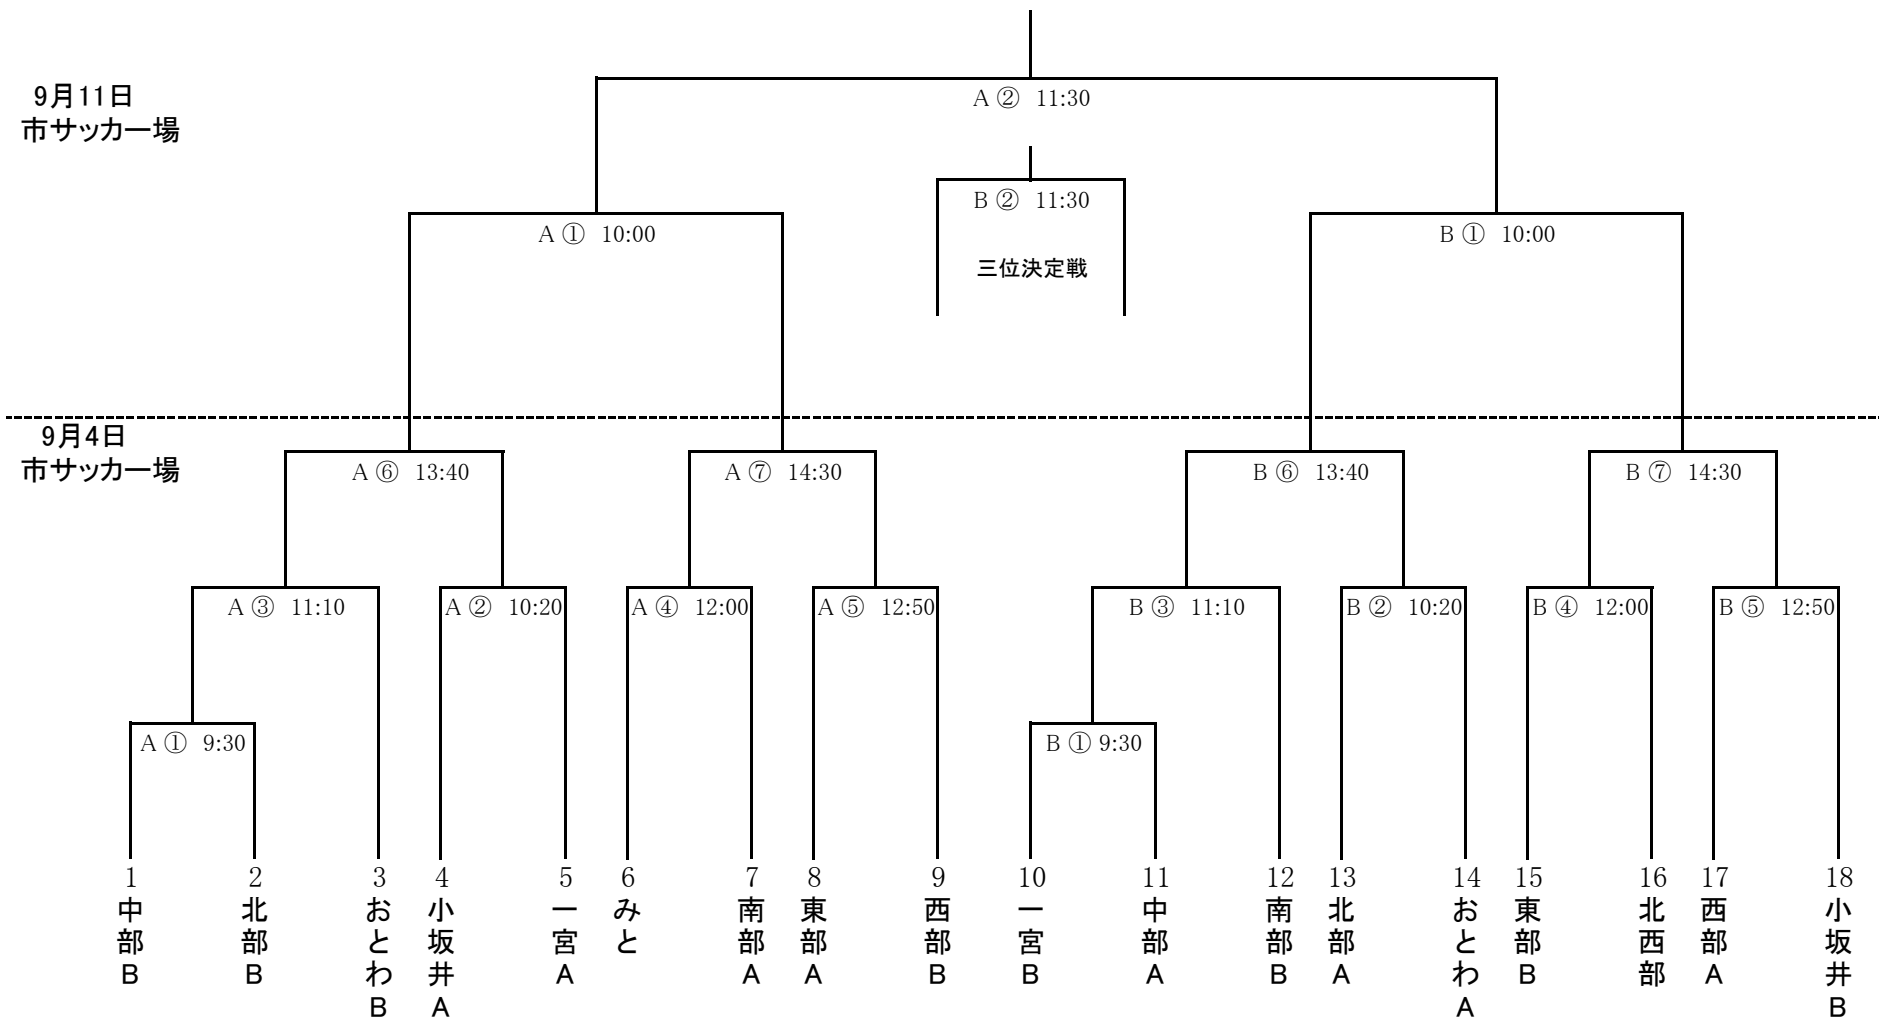 9月11日
市サッカー場
A ② 11:30
B ② 11:30
三位決定戦
A ① 10:00
B ① 10:00
9月4日
市サッカー場
A ⑥ 13:40
A ⑦ 14:30
B ⑥ 13:40
B ⑦ 14:30
A ③ 11:10
A ② 10:20
A ④ 12:00
A ⑤ 12:50
B ③ 11:10
B ② 10:20
B ④ 12:00
B ⑤ 12:50
A ① 9:30
B ① 9:30
1
中部B
2
北部B
3
おとわB
4
小坂井A
5
一宮A
6
みと
7
南部A
8
東部A
9
西部B
10
一宮B
11
中部A
12
南部B
13
北部A
14
おとわA
15
東部B
16
北西部
17
西部A
18
小坂井B